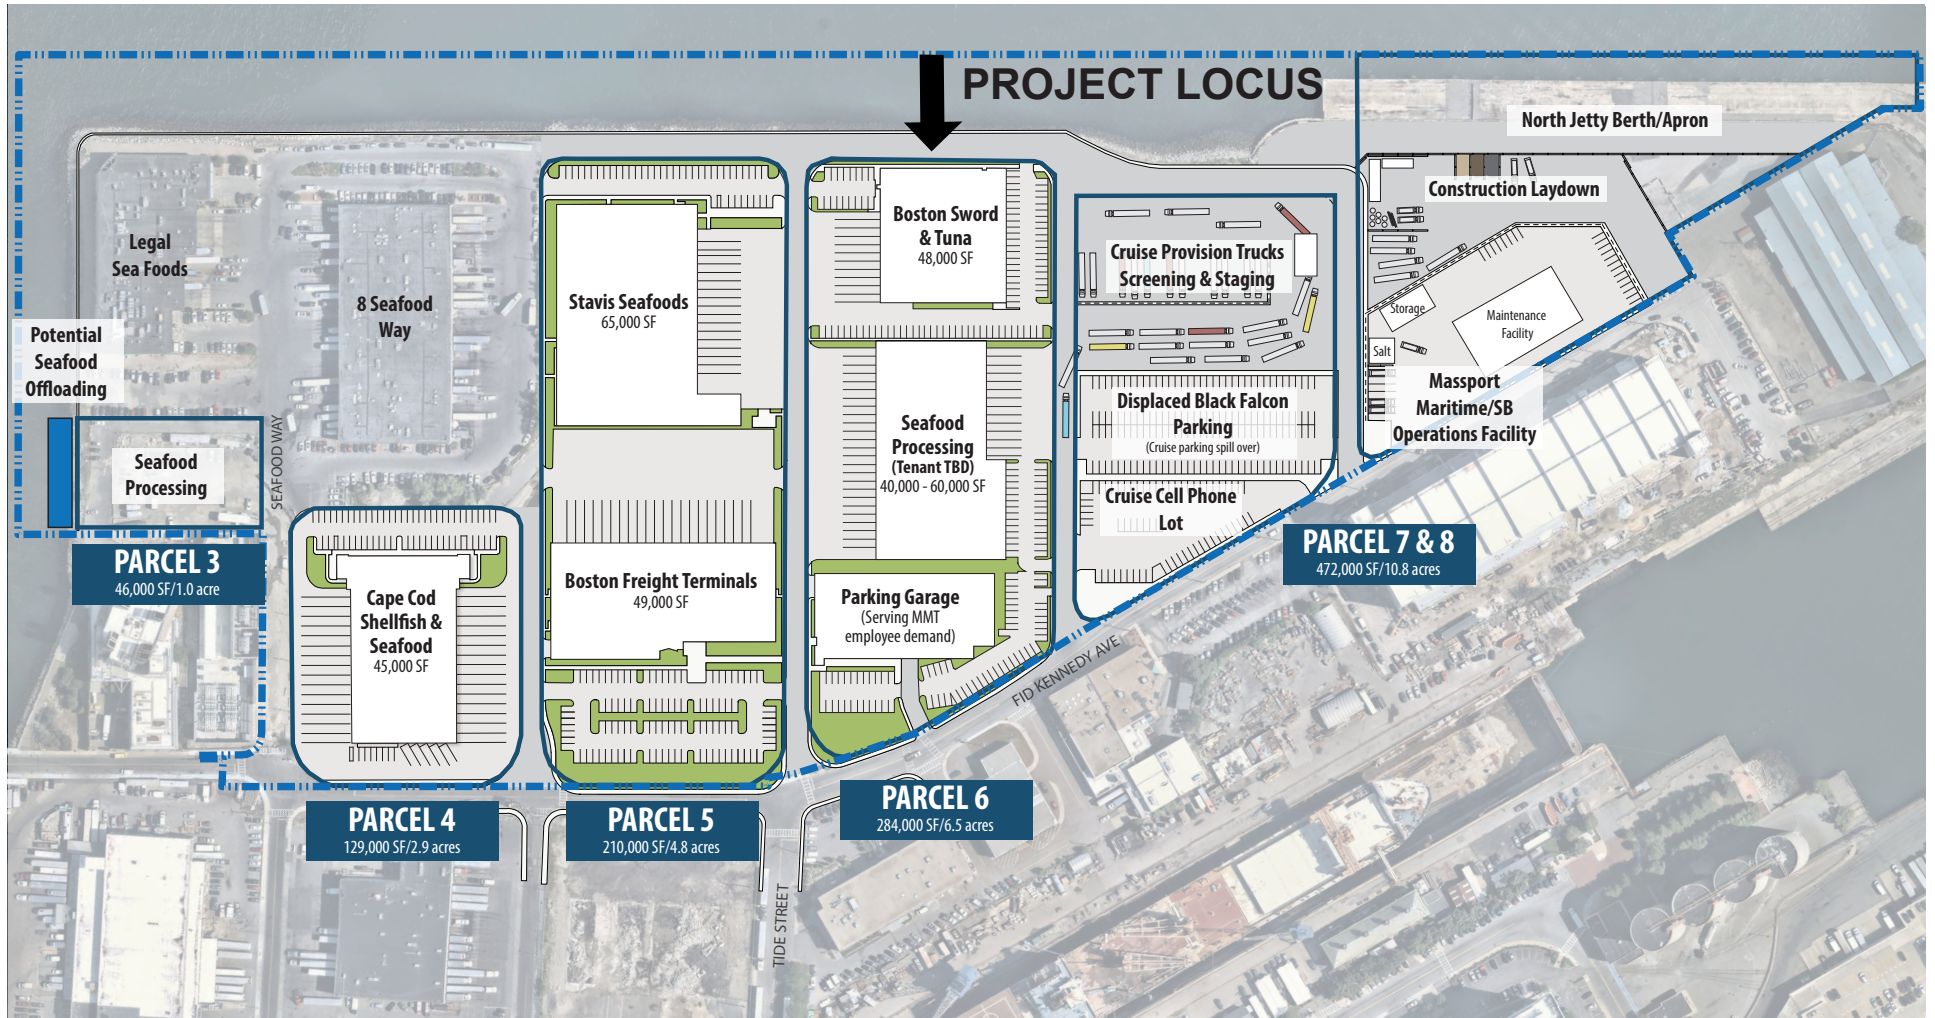 PROJECT LOCUS
North Jetty Berth/Apron
Construction Laydown
Legal
Sea Foods
8 Seafood
Way
Potential
Seafood
Offloading
Seafood
Processing
SEAFOOD WAY
PARCEL 3
46,000 SF/1.0 acre
Cape Cod
Shellfish &
Seafood
45,000 SF
PARCEL 4
129,000 SF/2.9 acres
Stavis Seafoods
65,000 SF
Boston Freight Terminals
49,000 SF
PARCEL 5
210,000 SF/4.8 acres
Boston Sword
& Tuna
48,000 SF
Seafood
Processing
(Tenant TBD)
40,000 - 60,000 SF
Parking Garage
(Serving MMT
employee demand)
PARCEL 6
284,000 SF/6.5 acres
TIDE STREET
FID KENNEDY AVE
Cruise Provision Trucks
Screening & Staging
Displaced Black Falcon
Parking
(Cruise parking spill over)
Cruise Cell Phone
Lot
PARCEL 7 & 8
472,000 SF/10.8 acres
Storage
Maintenance
Facility
Salt
Massport
Maritime/SB
Operations Facility